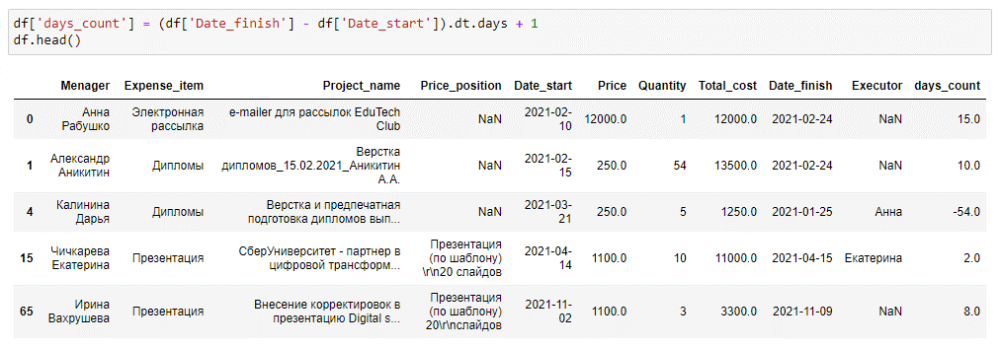 df['days_count'] = (df['Date_finish'] - df['Date_start']).dt.days + 1
df.head()
Menager Expense_item Project_name Price_position Date_start Price Quantity Total_cost Date_finish Executor days_count
0 Анна Рабушко Электронная рассылка e-mailer для рассылок EduTech Club NaN 2021-02-10 12000.0 1 12000.0 2021-02-24 NaN 15.0
1 Александр Аникитин Дипломы Верстка дипломов_15.02.2021_Аникитин А.А. NaN 2021-02-15 250.0 54 13500.0 2021-02-24 NaN 10.0
4 Калинина Дарья Дипломы Верстка и предпечатная подготовка дипломов вып... NaN 2021-03-21 250.0 5 1250.0 2021-01-25 Анна -54.0
15 Чичкарева Екатерина Презентация СберУниверситет - партнер в цифровой трансформ... Презентация (по шаблону) \r\n20 слайдов 2021-04-14 1100.0 10 11000.0 2021-04-15 Екатерина 2.0
65 Ирина Вахрушева Презентация Внесение корректировок в презентацию Digital s... Презентация (по шаблону) 20\r\nслайдов 2021-11-02 1100.0 3 3300.0 2021-11-09 NaN 8.0